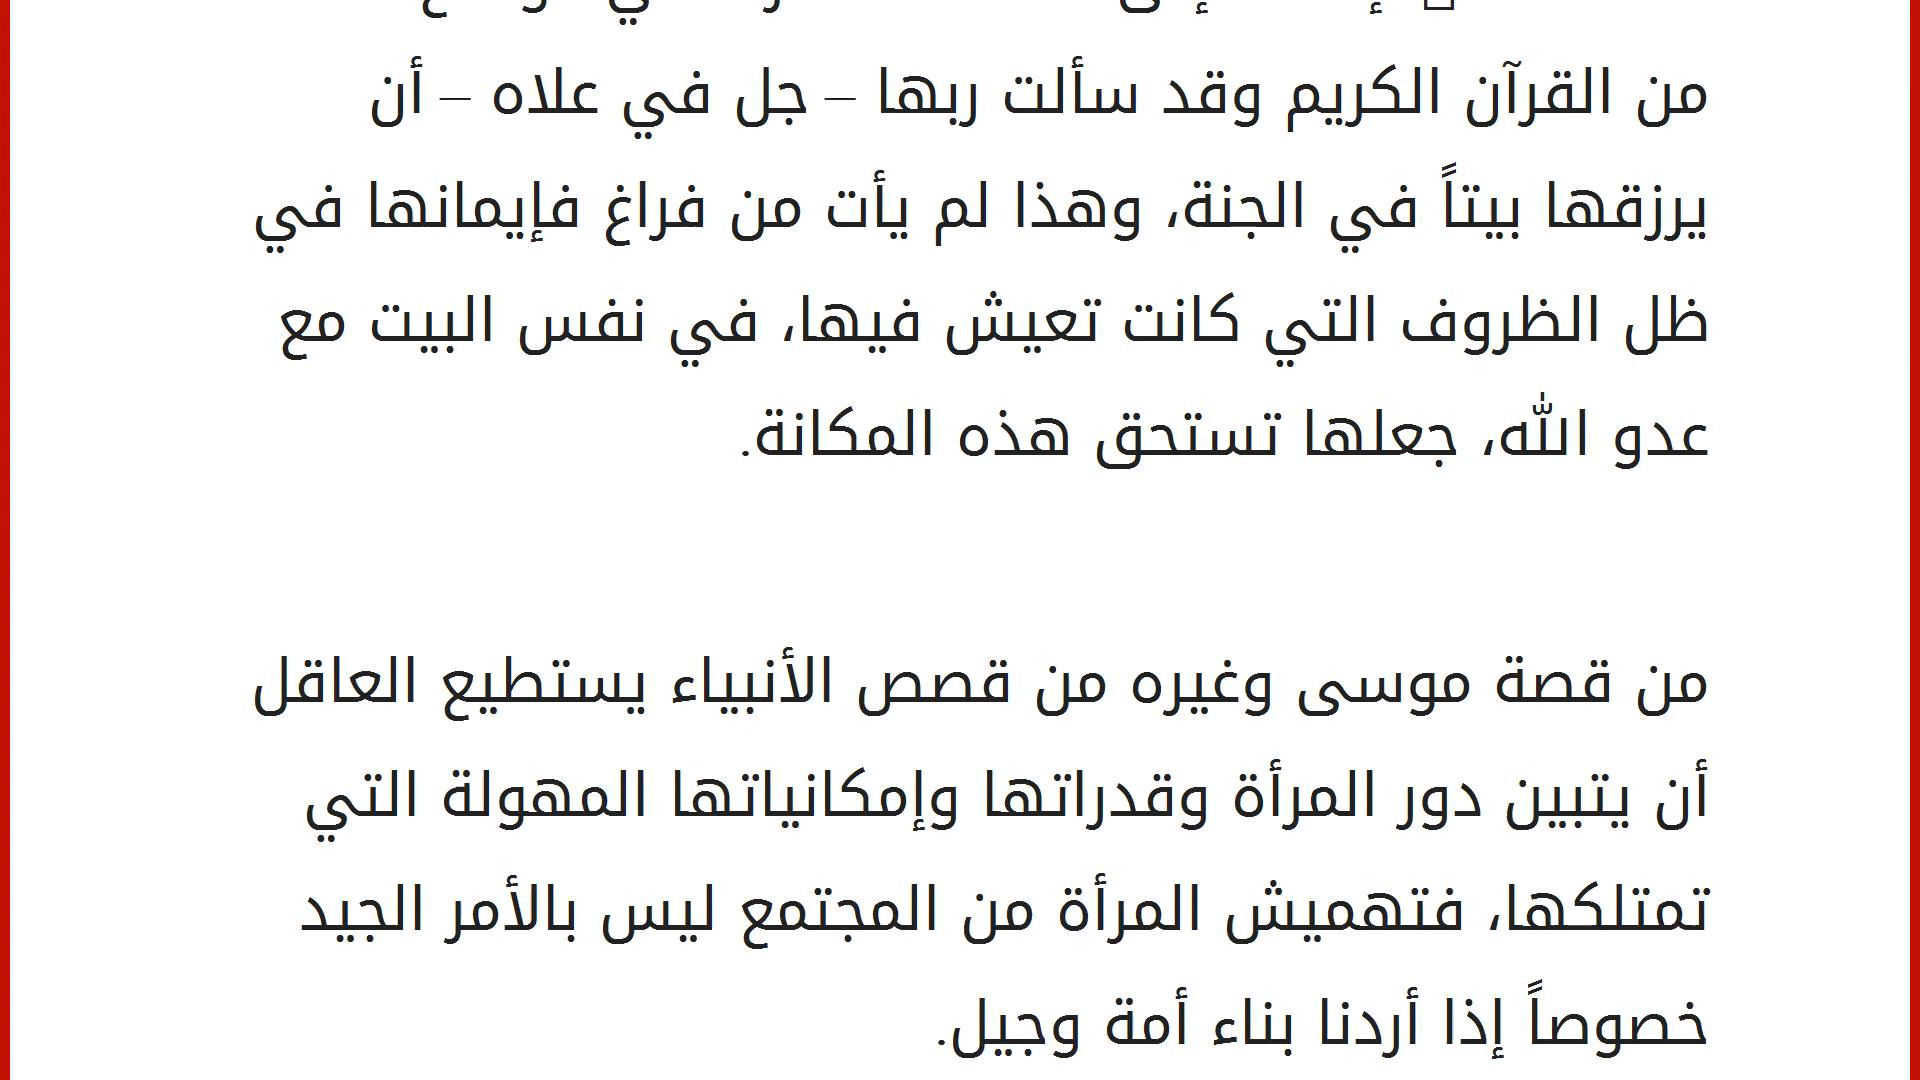 من القرآن الكريم وقد سألت ربها – جل في علاه – أن
يرزقها بيتاً في الجنة، وهذا لم يأت من فراغ فإيمانها في
ظل الظروف التي كانت تعيش فيها، في نفس البيت مع
عدو الله، جعلها تستحق هذه المكانة.
من قصة موسى وغيره من قصص الأنبياء يستطيع العاقل
أن يتبين دور المرأة وقدراتها وإمكانياتها المهولة التي
تمتلكها، فتهميش المرأة من المجتمع ليس بالأمر الجيد
خصوصاً إذا أردنا بناء أمة وجيل.